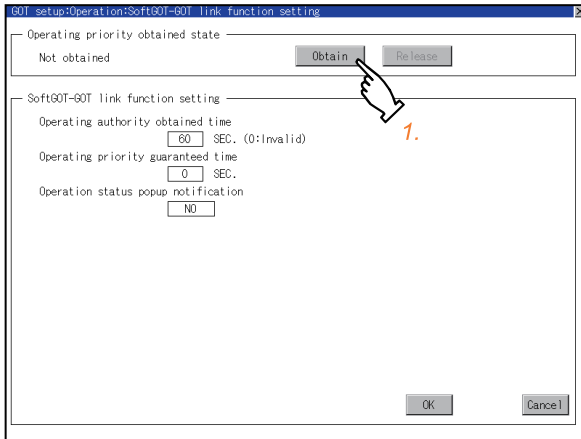 GOT setup:Operation:SoftGOT-GOT link function setting
Operating priority obtained state
Not obtained
Obtain
Release
1.
SoftGOT-GOT link function setting
Operating authority obtained time
60 SEC. (0:Invalid)
Operating priority guaranteed time
0 SEC.
Operation status popup notification
NO
OK
Cancel